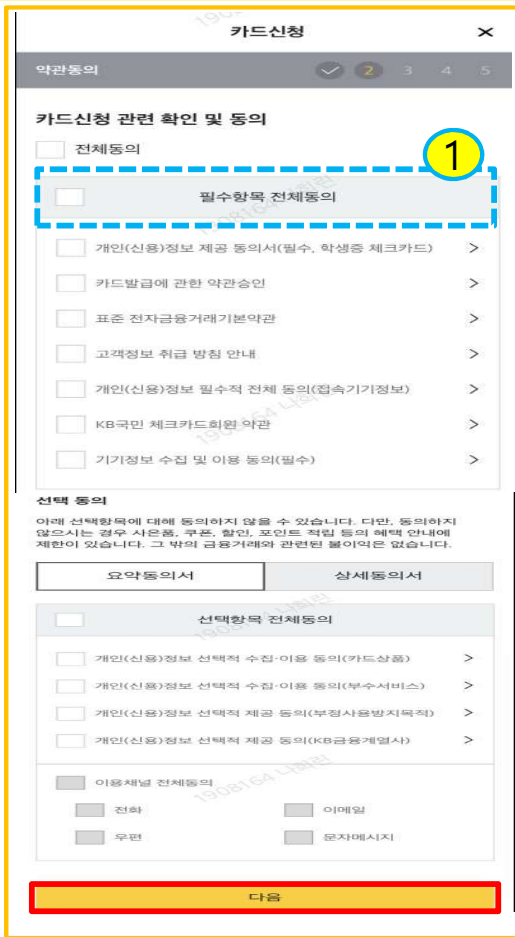 카드신청 ×
약관동의 2 3 4 5
카드신청 관련 확인 및 동의
전체동의
1
필수항목 전체동의
개인(신용)정보 제공 동의서(필수, 학생증 체크카드) >
카드발급에 관한 약관승인 >
표준 전자금융거래기본약관 >
고객정보 취급 방침 안내 >
개인(신용)정보 필수적 전체 동의(접속기기정보) >
KB국민 체크카드회원 약관 >
기기정보 수집 및 이용 동의(필수) >
선택 동의
아래 선택항목에 대해 동의하지 않을 수 있습니다. 다만, 동의하지
않으시는 경우 사은품, 쿠폰, 할인, 포인트 적립 등의 혜택 안내에
제한이 있습니다. 그 밖의 금융거래와 관련된 불이익은 없습니다.
요약동의서 상세동의서
선택항목 전체동의
개인(신용)정보 선택적 수집·이용 동의(카드상품) >
개인(신용)정보 선택적 수집·이용 동의(부수서비스) >
개인(신용)정보 선택적 제공 동의(부정사용방지목적) >
개인(신용)정보 선택적 제공 동의(KB금융계열사) >
이용채널 전체동의
전화 이메일
우편 문자메시지
다음